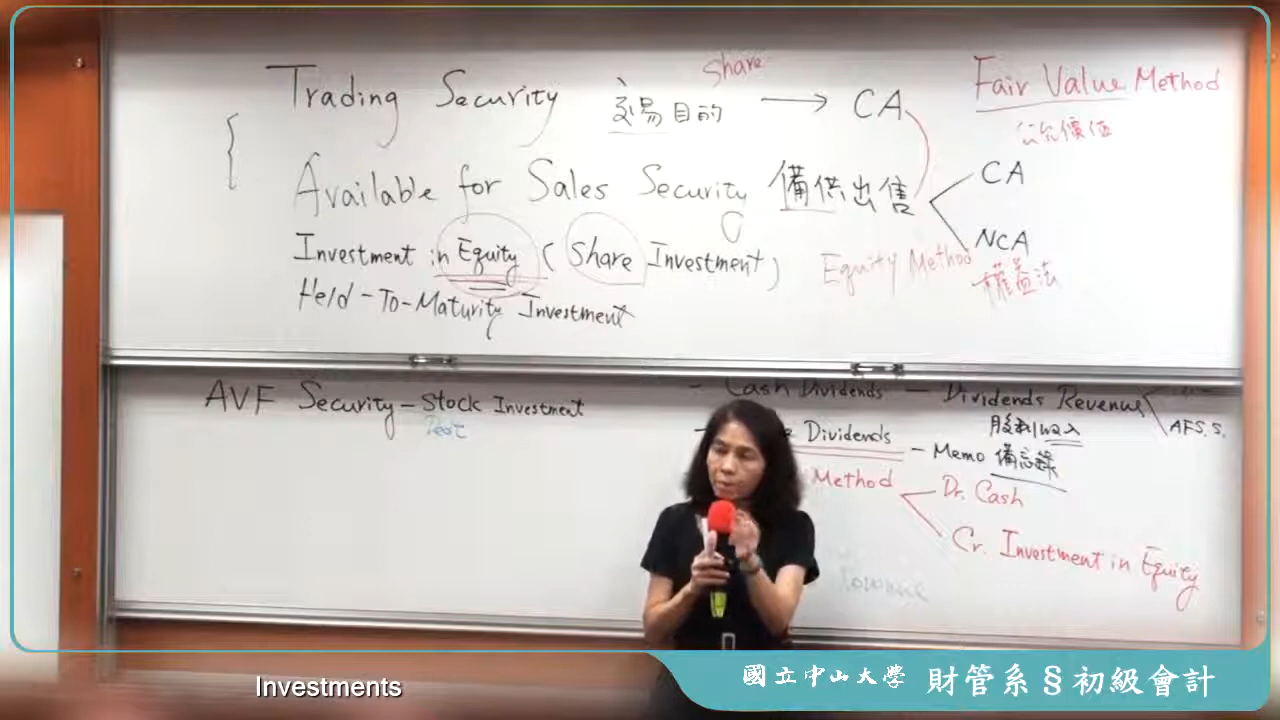 share
Trading Security 交易目的 → CA Fair Value Method
公允價值
Available for Sales Security 備供出售 CA
NCA
Investment in Equity (Share Investment) Equity Method
權益法
Held-To-Maturity Investment
AVF Security - Stock Investment
- Cash Dividends - Dividends Revenue
股利收入 AFS.S.
Dividends - Memo 備忘錄
Method Dr. Cash
Cr. Investment in Equity
Revenue
Investments
國立中山大學 財管系§初級會計